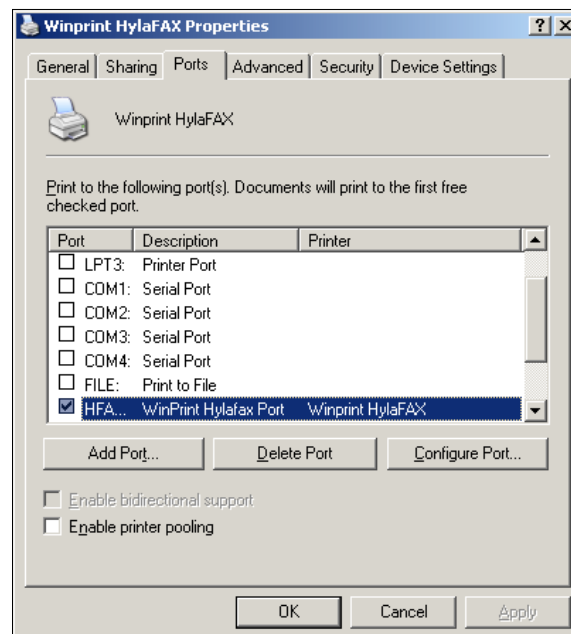 Winprint HylaFAX Properties
General Sharing Ports Advanced Security Device Settings
Winprint HylaFAX
Print to the following port(s). Documents will print to the first free
checked port.
Port Description Printer
LPT3: Printer Port
COM1: Serial Port
COM2: Serial Port
COM3: Serial Port
COM4: Serial Port
FILE: Print to File
HFA... WinPrint Hylafax Port Winprint HylaFAX
Add Port... Delete Port Configure Port...
Enable bidirectional support
Enable printer pooling
OK Cancel Apply